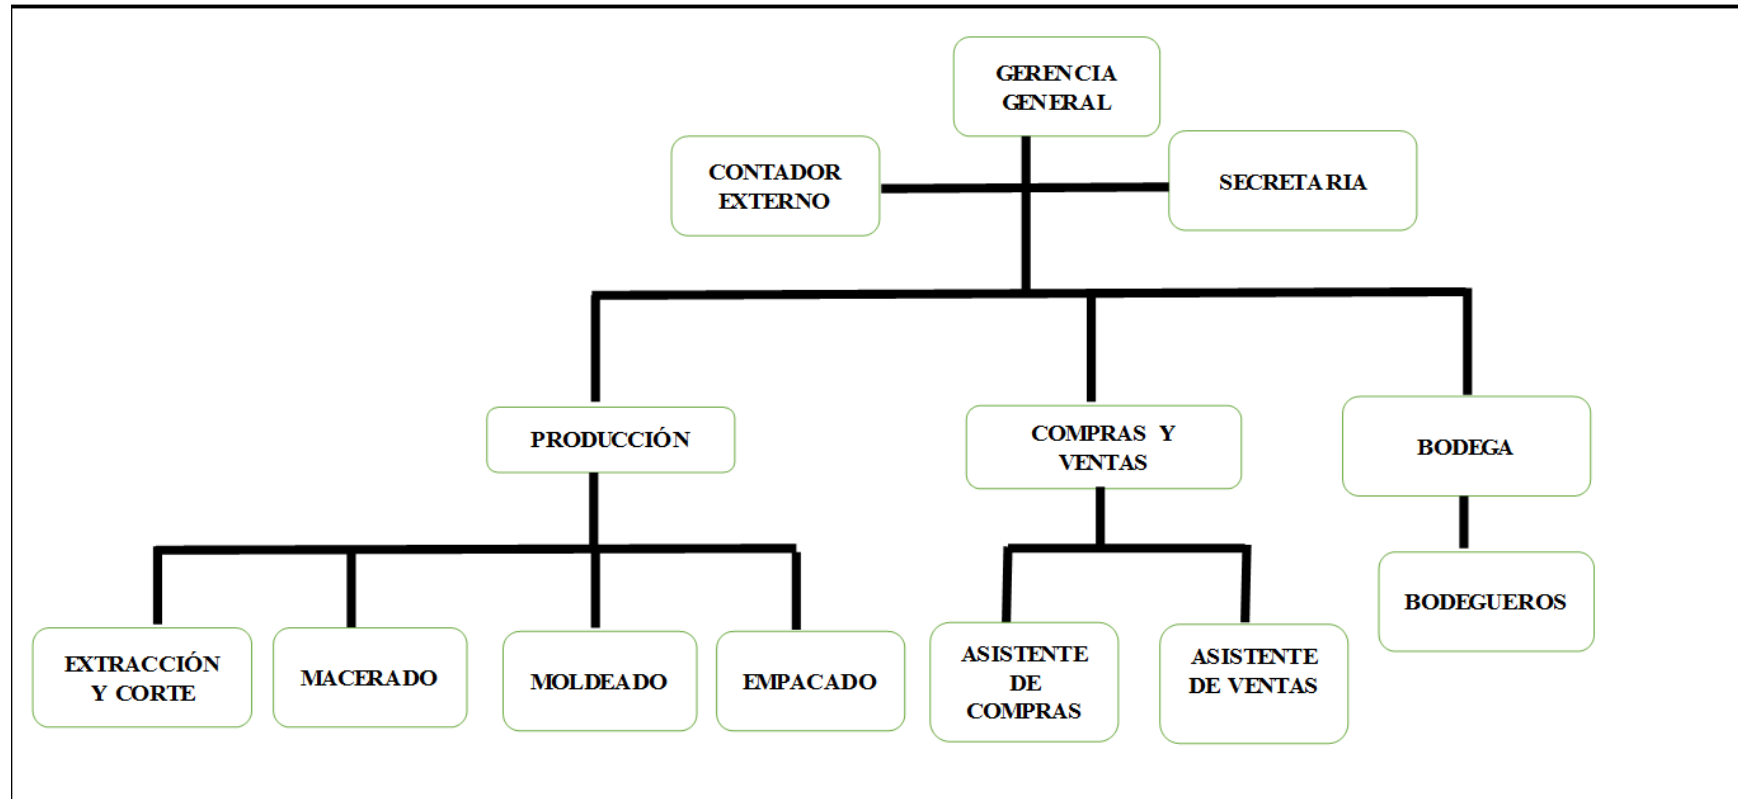 GERENCIA
GENERAL
CONTADOR
EXTERNO
SECRETARIA
PRODUCCIÓN
COMPRAS Y
VENTAS
BODEGA
BODEGUEROS
EXTRACCIÓN
Y CORTE
MACERADO
MOLDEADO
EMPACADO
ASISTENTE
DE
COMPRAS
ASISTENTE
DE VENTAS